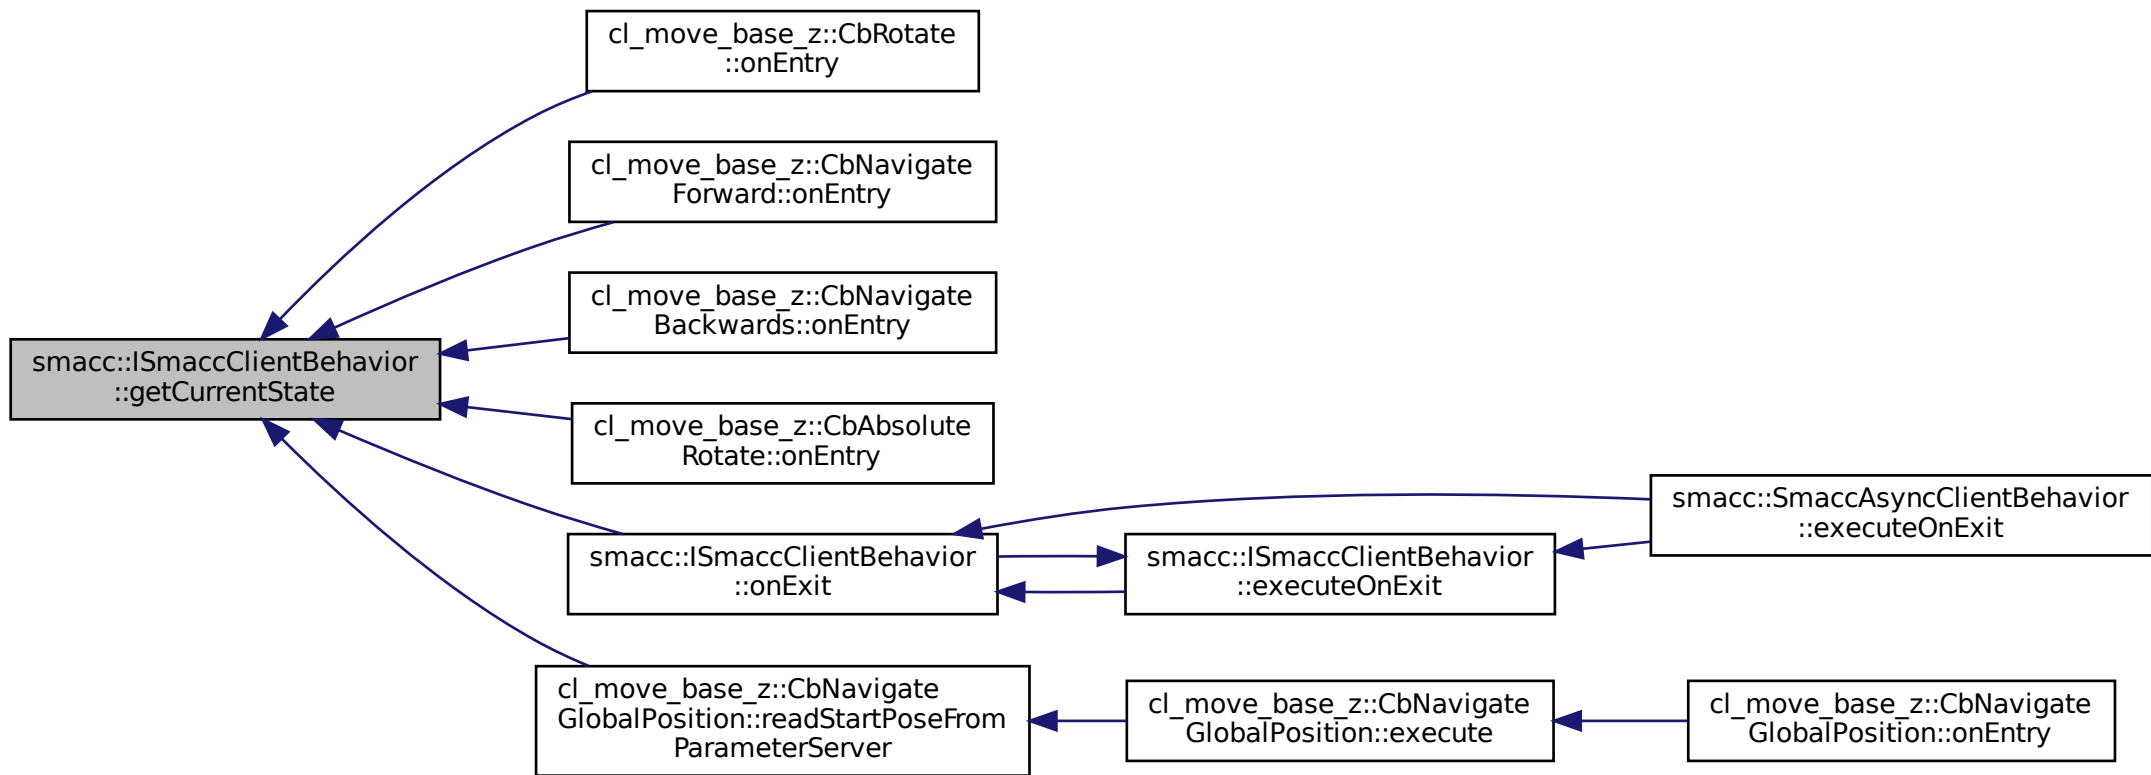 cl_move_base_z::CbRotate
::onEntry
cl_move_base_z::CbNavigate
Forward::onEntry
cl_move_base_z::CbNavigate
Backwards::onEntry
smacc::ISmaccClientBehavior
::getCurrentState
cl_move_base_z::CbAbsolute
Rotate::onEntry
smacc::SmaccAsyncClientBehavior
::executeOnExit
smacc::ISmaccClientBehavior
::onExit
smacc::ISmaccClientBehavior
::executeOnExit
cl_move_base_z::CbNavigate
GlobalPosition::readStartPoseFrom
ParameterServer
cl_move_base_z::CbNavigate
GlobalPosition::execute
cl_move_base_z::CbNavigate
GlobalPosition::onEntry